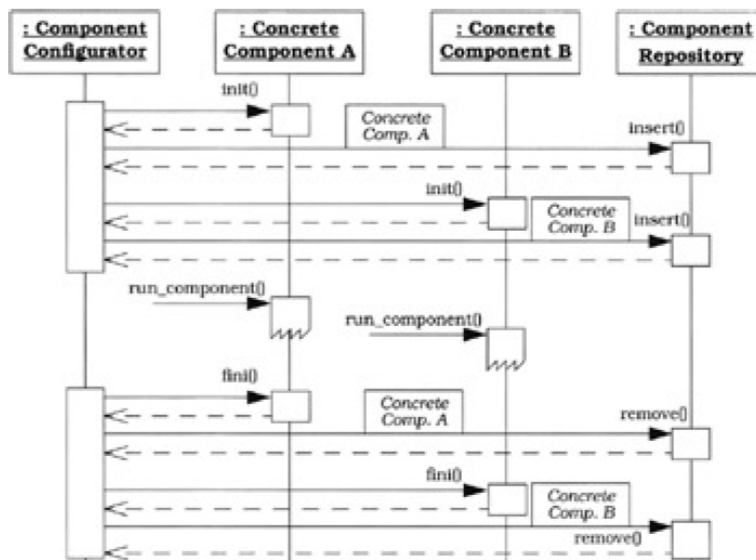 : Component
Configurator
: Concrete
Component A
: Concrete
Component B
: Component
Repository
init()
Concrete
Comp. A
insert()
init()
Concrete
Comp. B
insert()
run_component()
run_component()
fini()
Concrete
Comp. A
remove()
fini()
Concrete
Comp. B
remove()